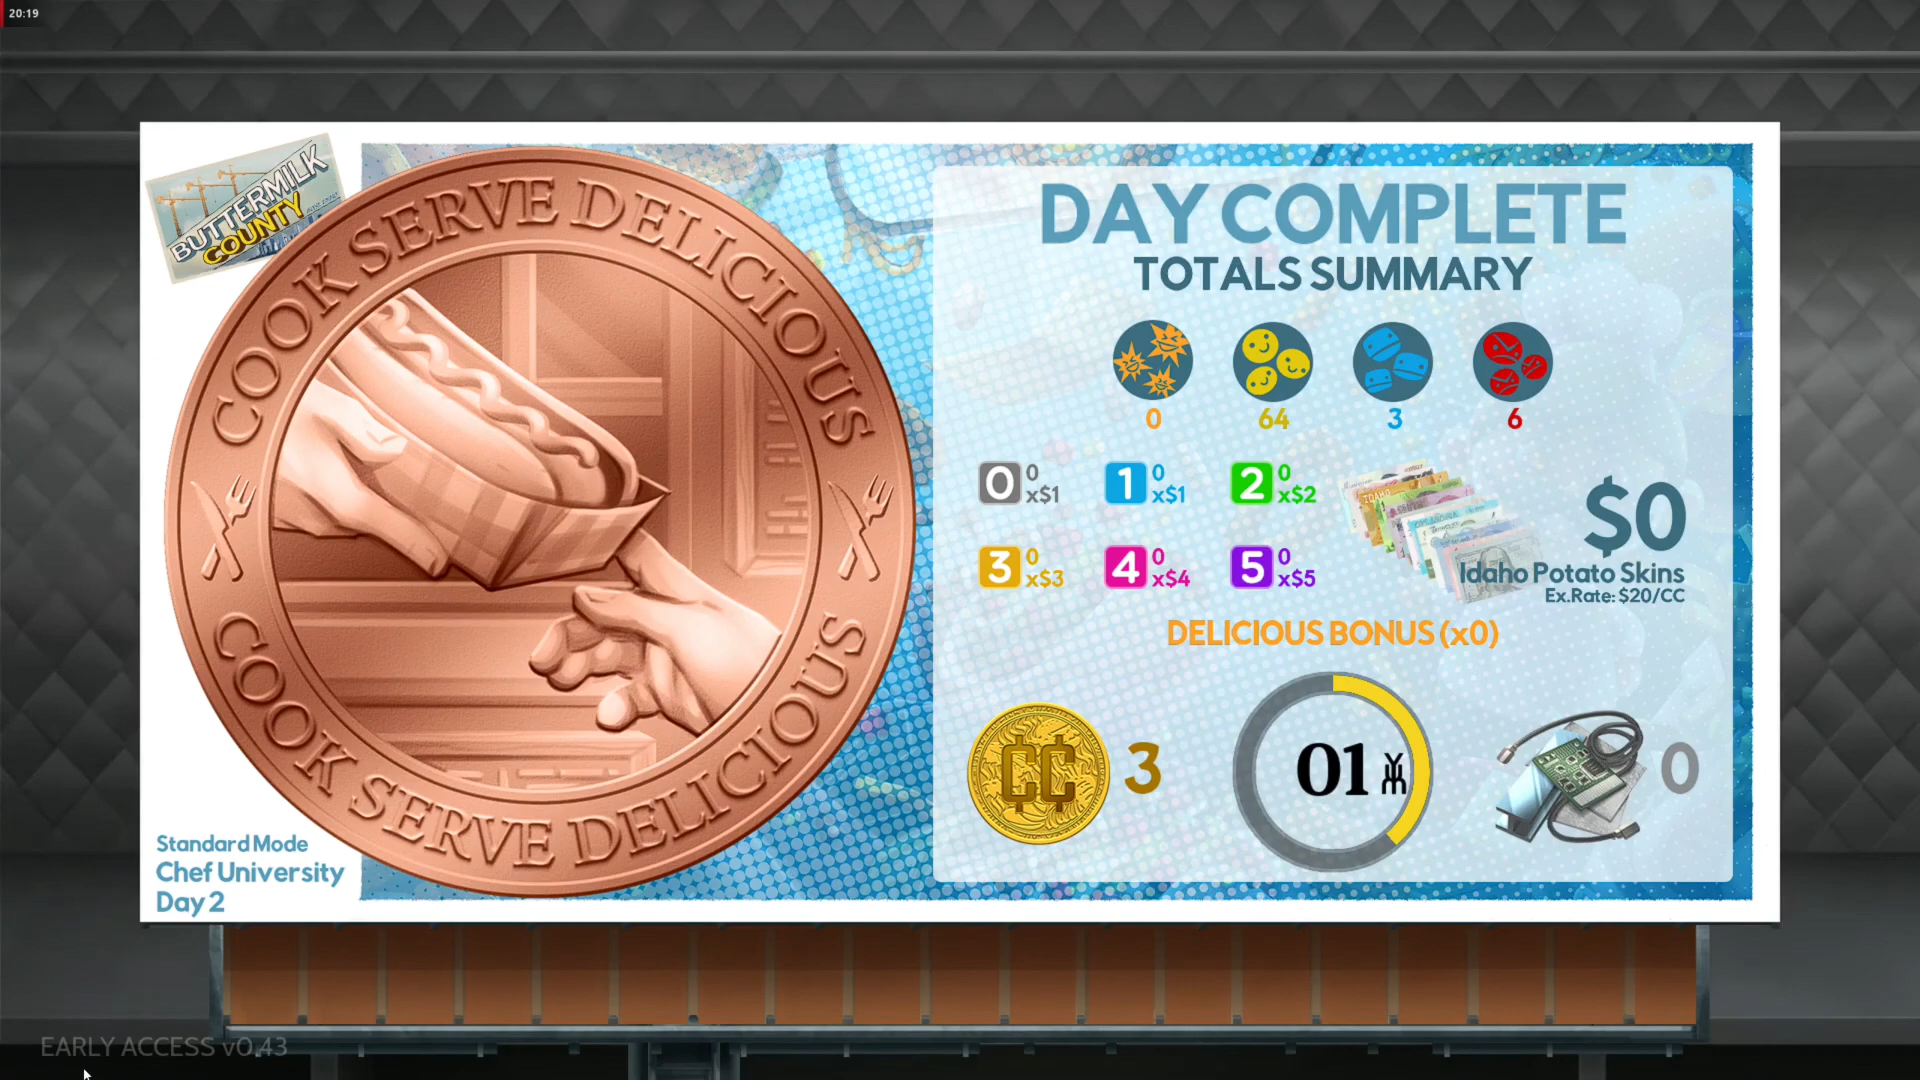 20:19
BUTTERMILK
COUNTY
COOK SERVE DELICIOUS
COOK SERVE DELICIOUS
DAY COMPLETE
TOTALS SUMMARY
0 64 3 6
0 0 x$1
1 0 x$1
2 0 x$2
3 0 x$3
4 0 x$4
5 0 x$5
$0
Idaho Potato Skins
Ex.Rate: $20/CC
DELICIOUS BONUS (x0)
CC 3
01
0
Standard Mode
Chef University
Day 2
EARLY ACCESS v0.43